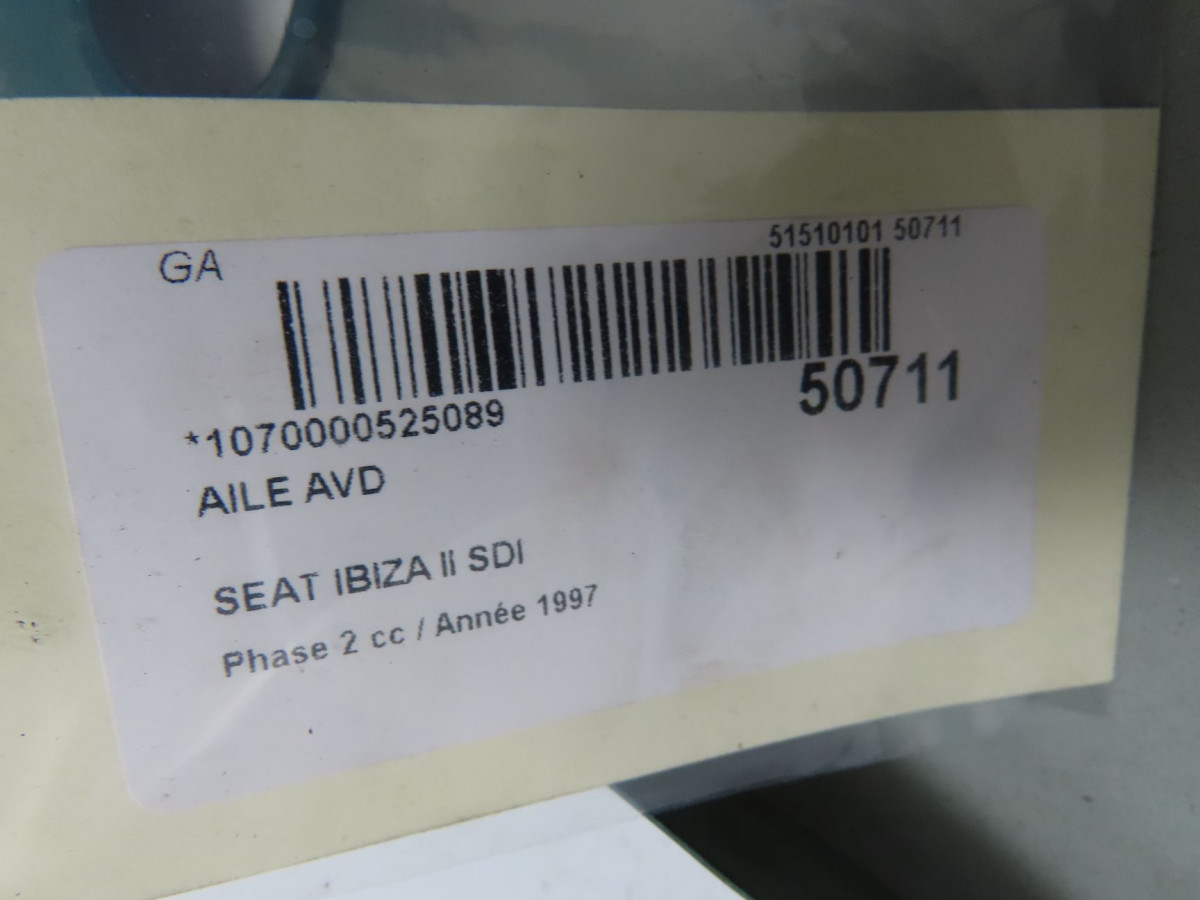 GA
51510101 50711
50711
*1070000525089
AILE AVD
SEAT IBIZA II SDI
Phase 2 cc / Année 1997